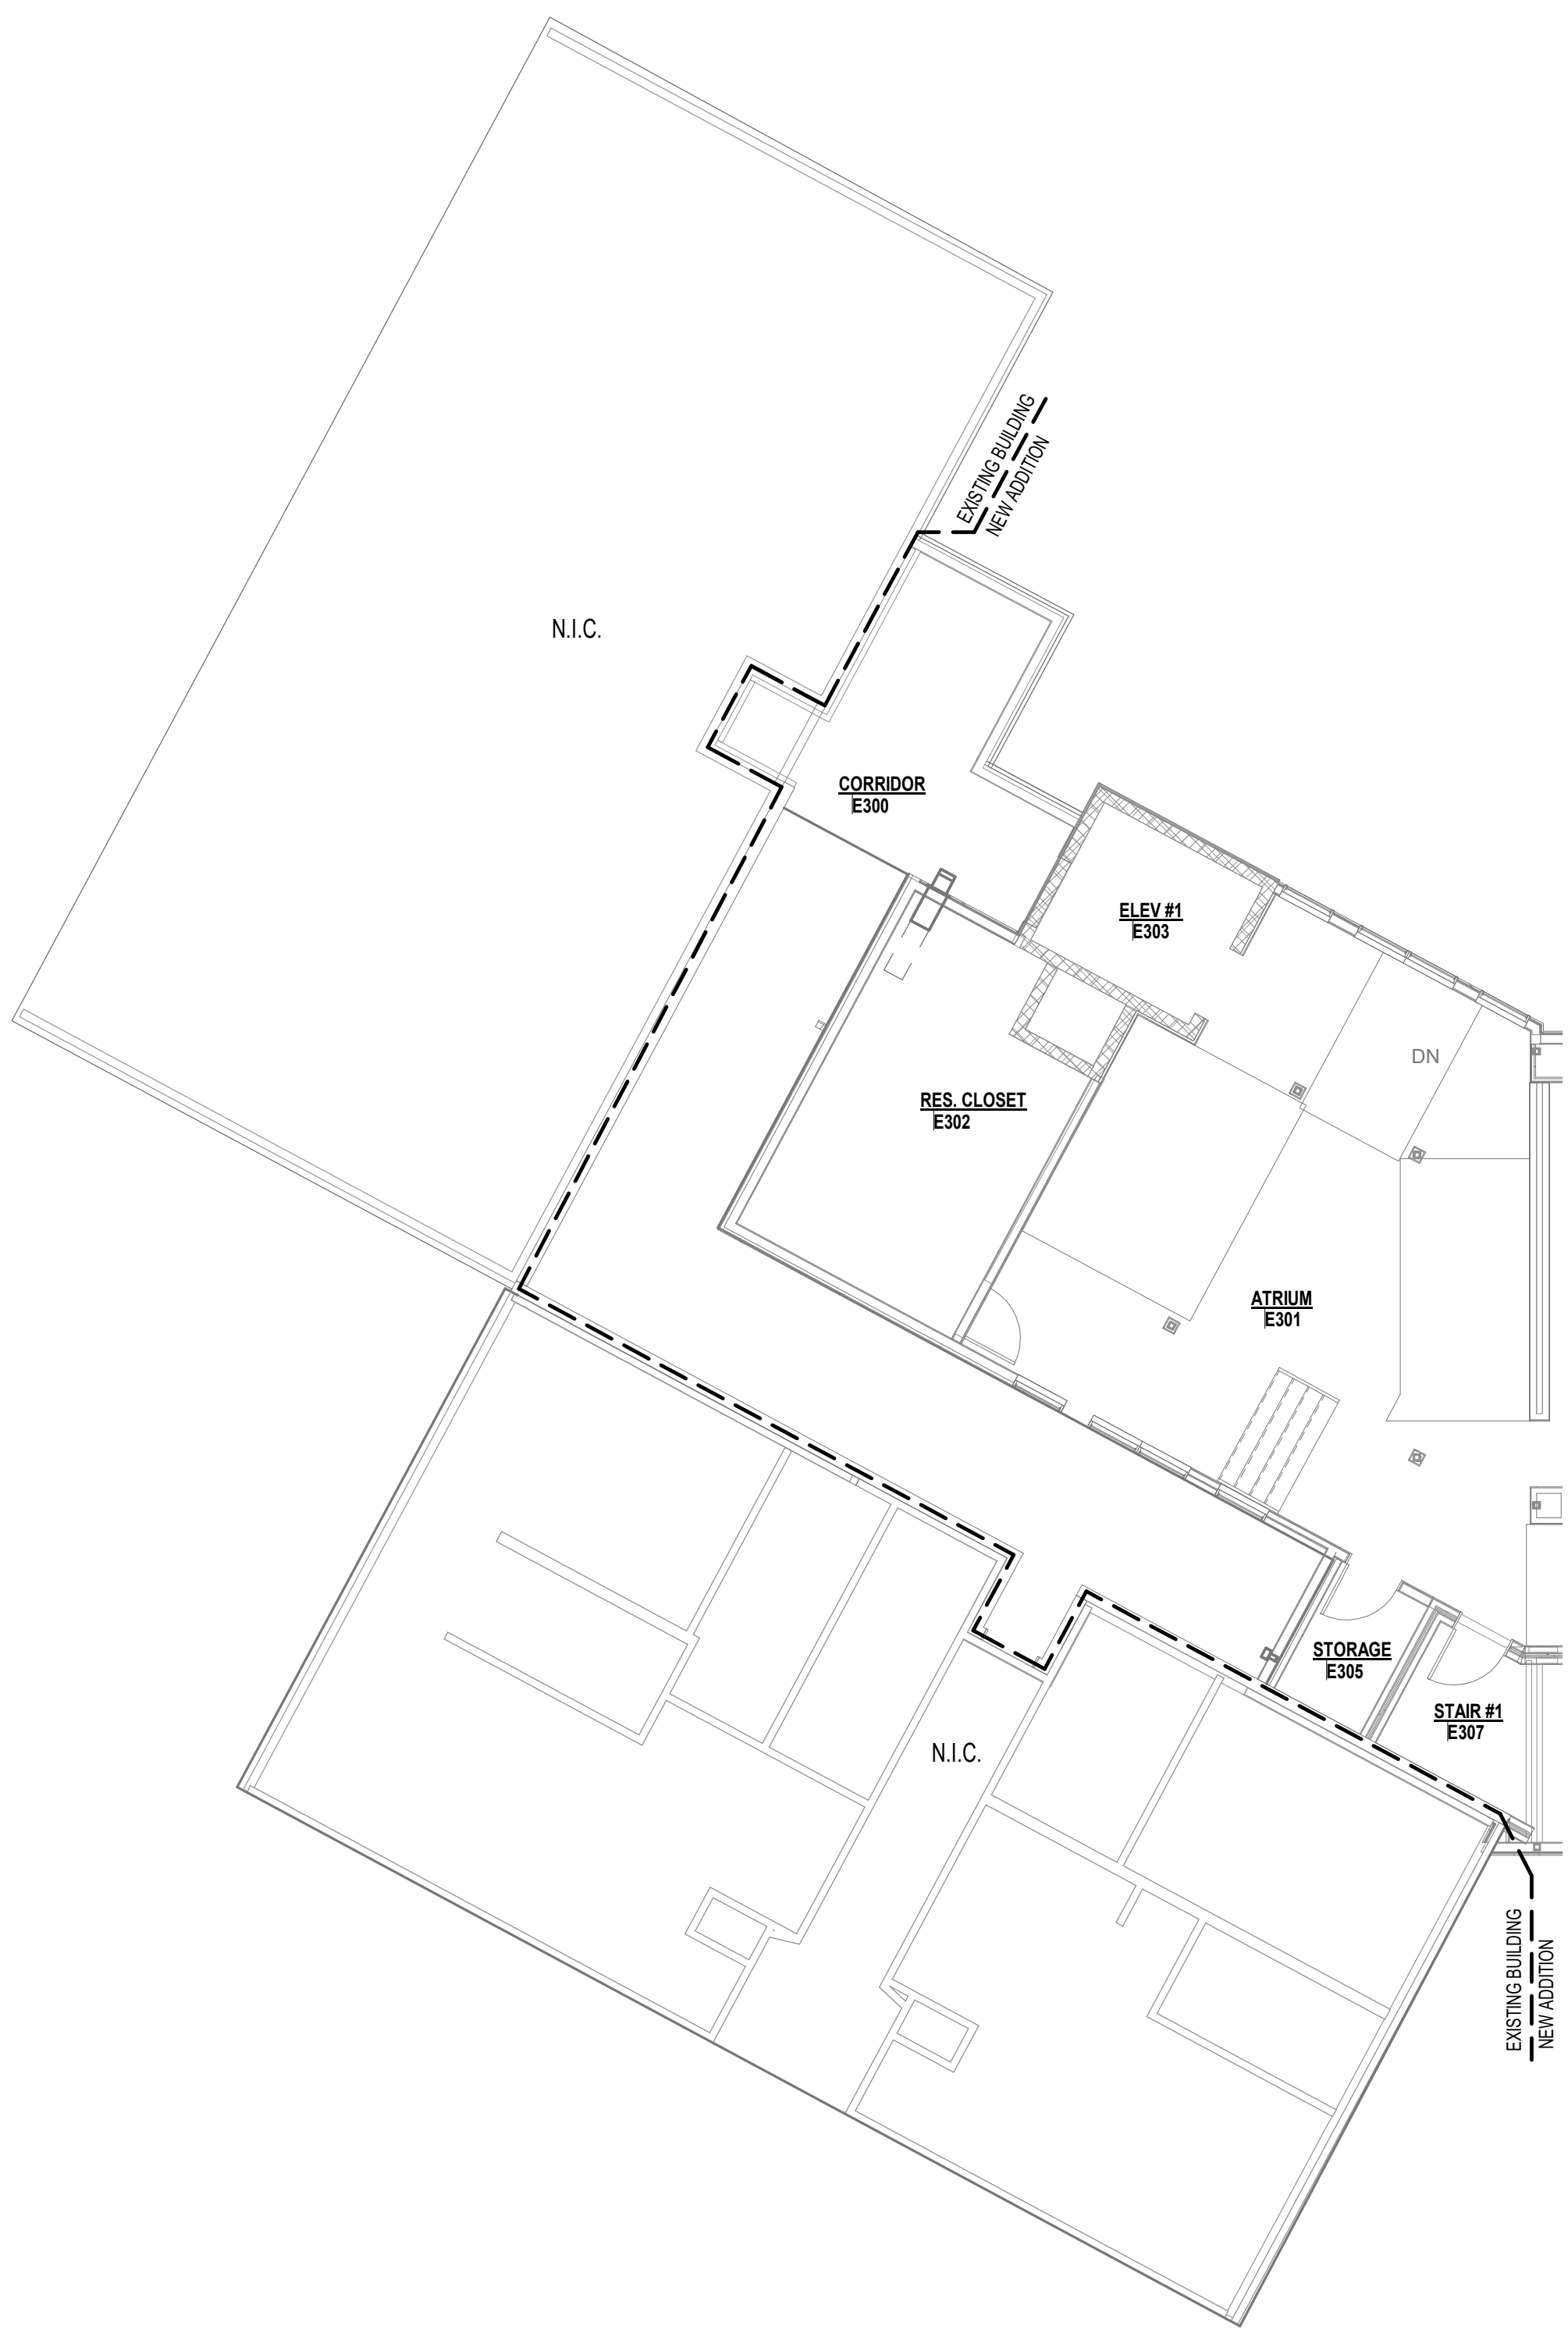 EXISTING BUILDING
NEW ADDITION
N.I.C.
CORRIDOR
E300
ELEV #1
E303
DN
RES. CLOSET
E302
ATRIUM
E301
STORAGE
E305
STAIR #1
E307
N.I.C.
EXISTING BUILDING
NEW ADDITION